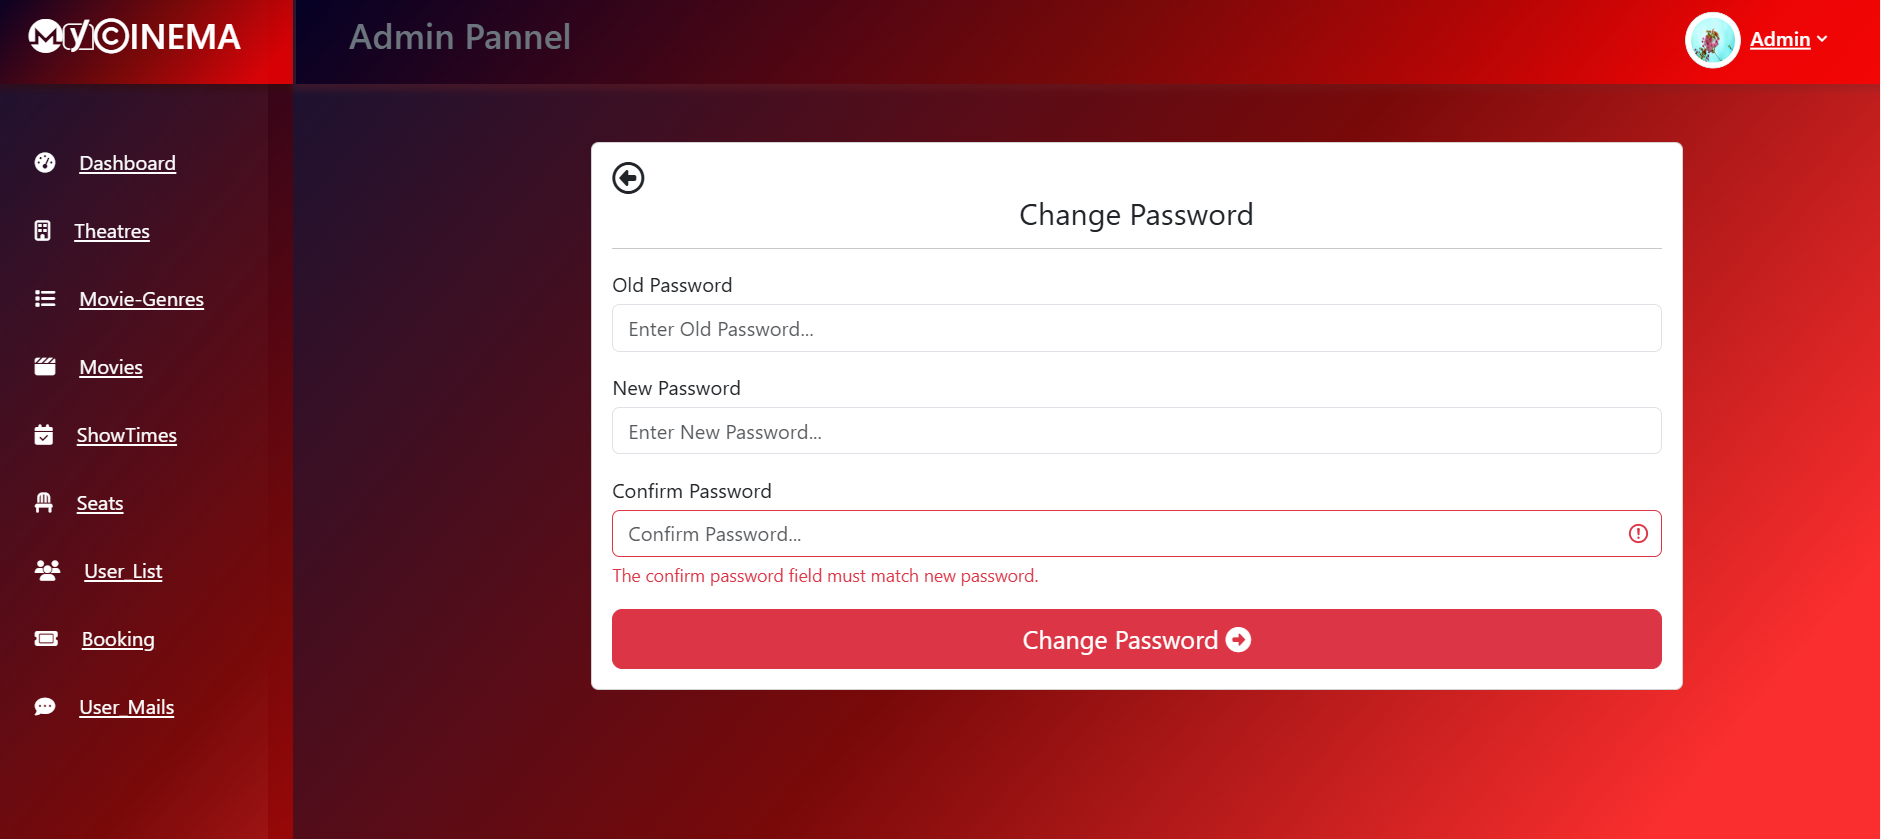 MyCINEMA
Admin Pannel
Admin
Dashboard
Theatres
Movie-Genres
Movies
ShowTimes
Seats
User_List
Booking
User_Mails
Change Password
Old Password
Enter Old Password...
New Password
Enter New Password...
Confirm Password
Confirm Password...
The confirm password field must match new password.
Change Password